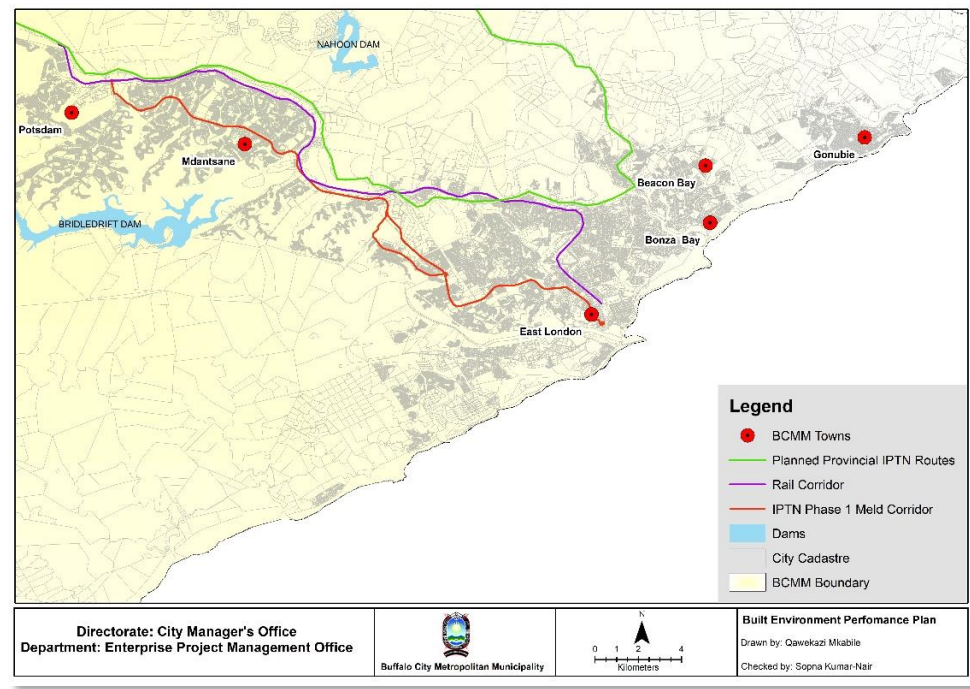 NAHOON DAM
Potsdam
Mdantsane
Gonubie
Beacon Bay
BRIDLEDRIFT DAM
Bonza Bay
East London
Legend
BCMM Towns
Planned Provincial IPTN Routes
Rail Corridor
IPTN Phase 1 Meld Corridor
Dams
City Cadastre
BCMM Boundary
Directorate: City Manager's Office
Department: Enterprise Project Management Office
Buffalo City Metropolitan Municipality
N
0 1 2 4
Kilometers
Built Environment Perfomance Plan
Drawn by: Qawekazi Mkabile
Checked by: Sopna Kumar-Nair